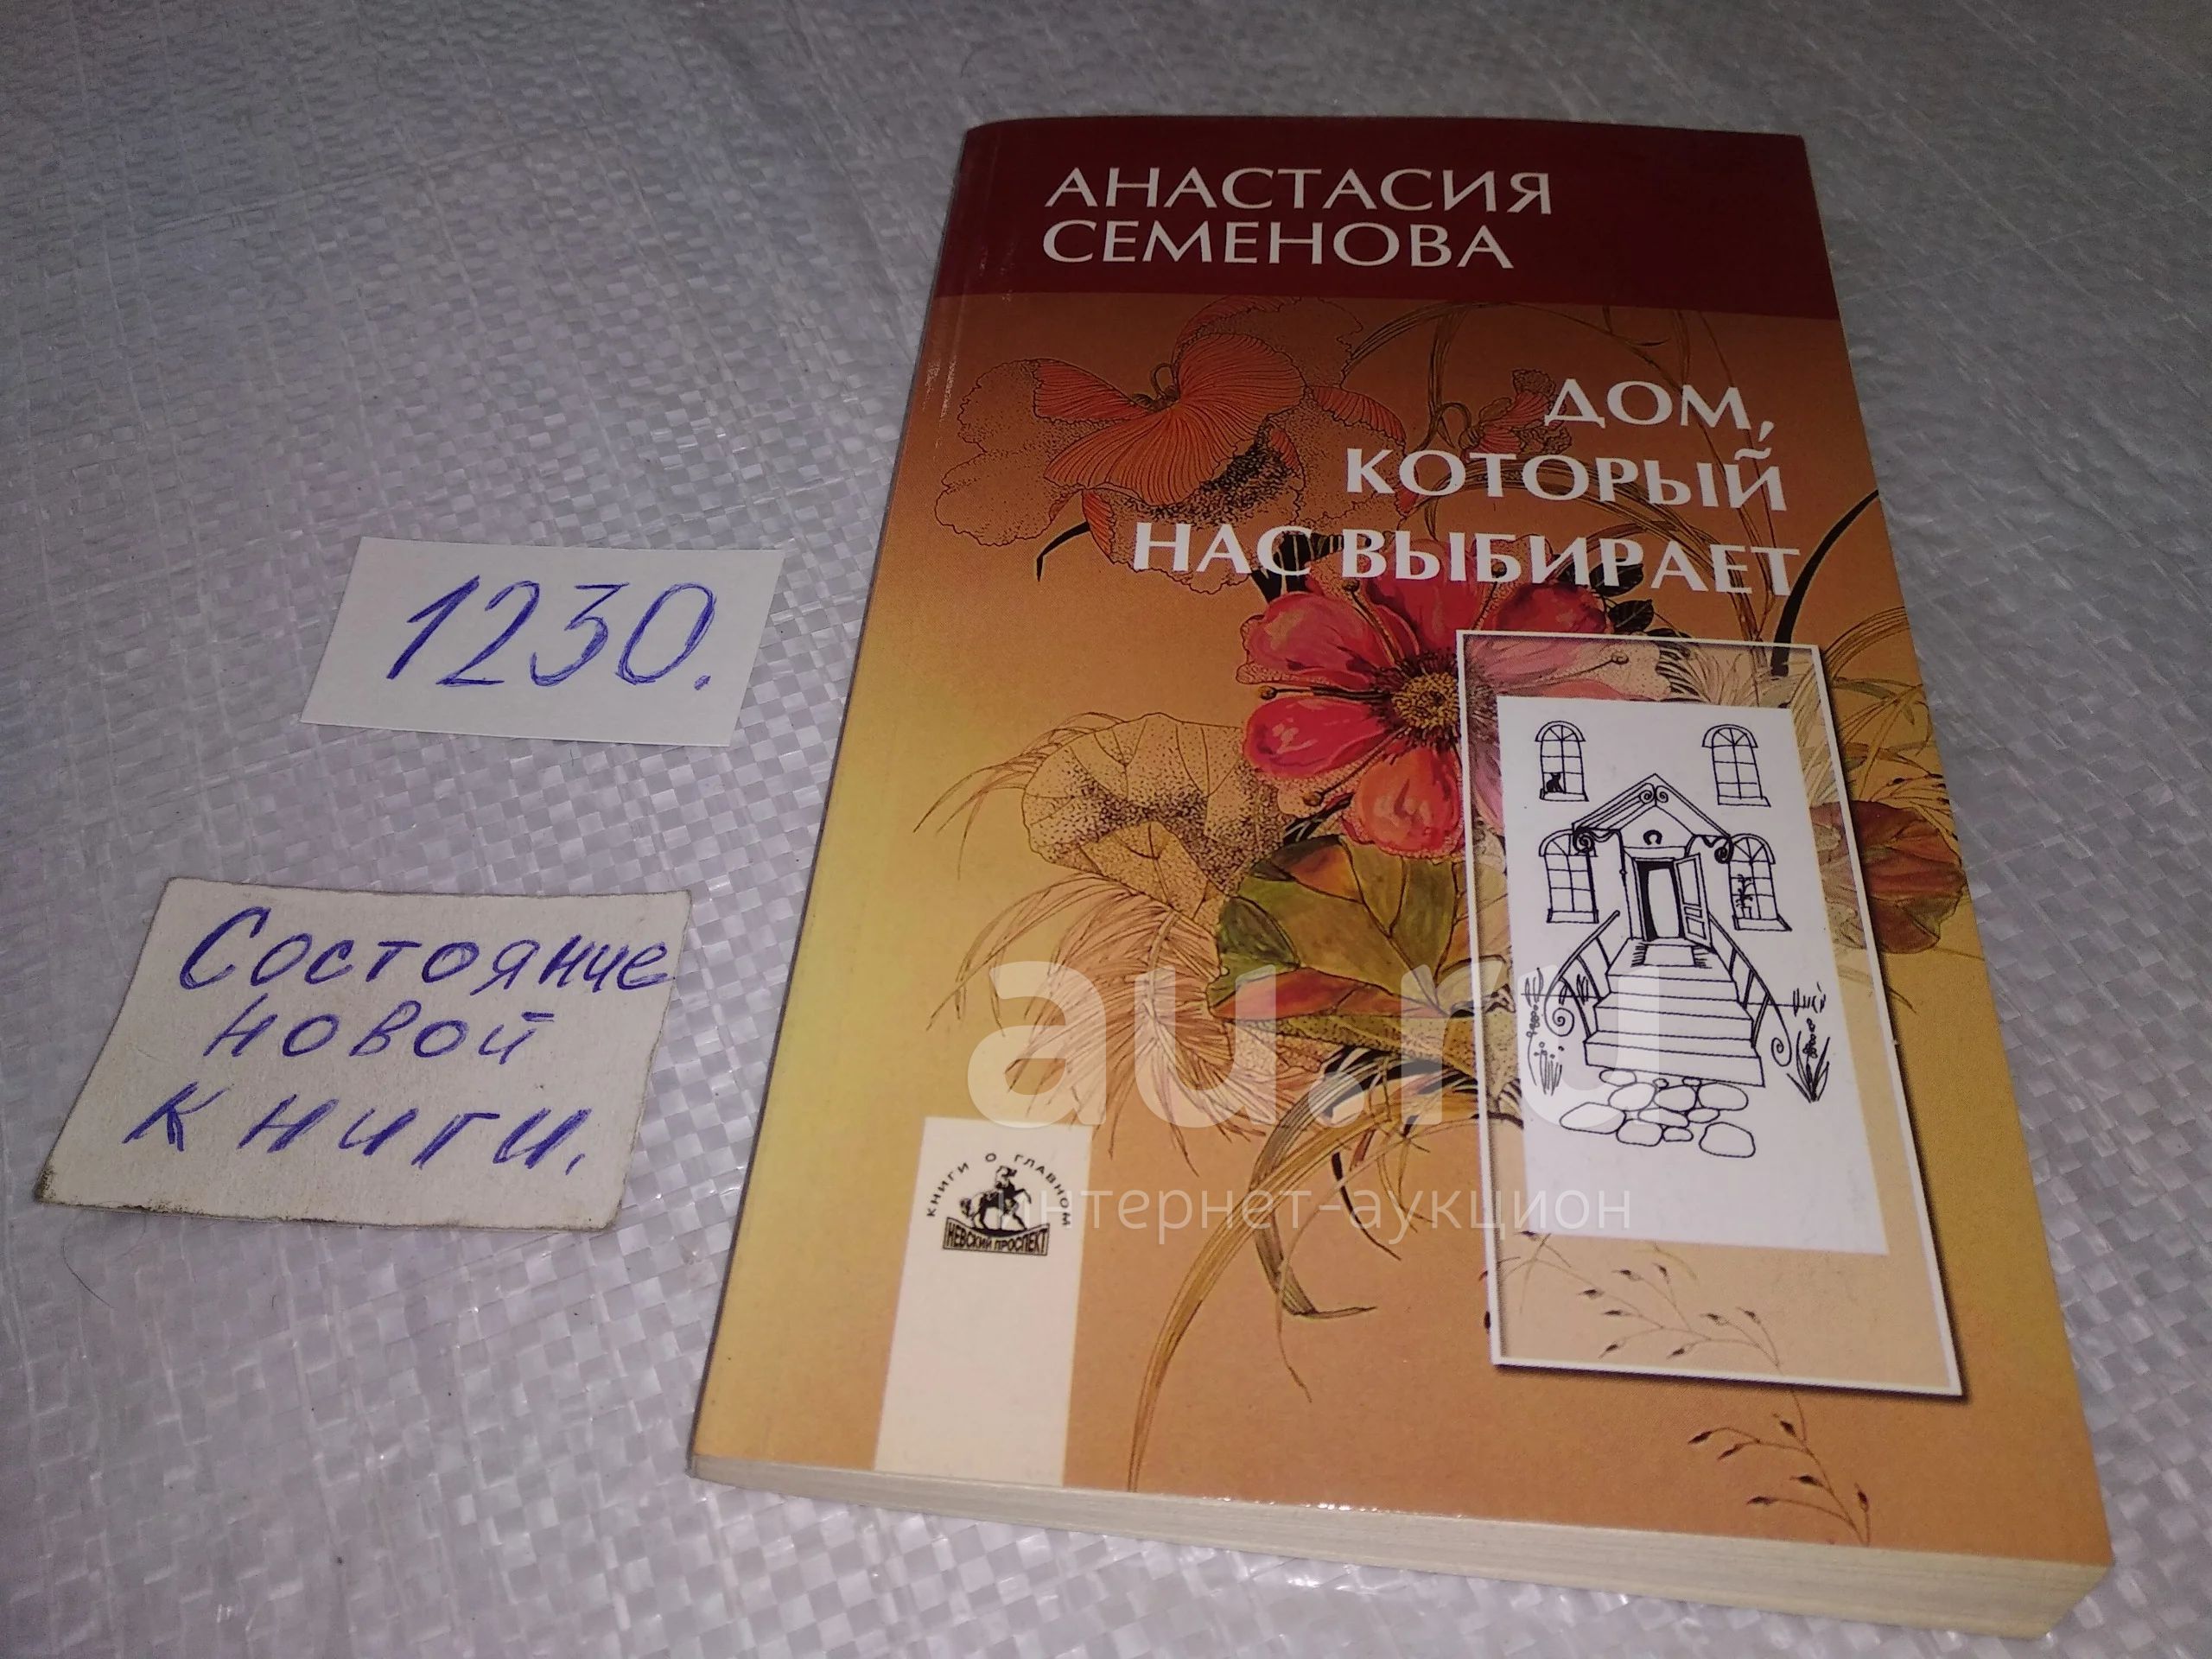 АНАСТАСИЯ
СЕМЕНОВА
ДОМ,
КОТОРЫЙ
НАС ВЫБИРАЕТ
1230.
Состояние
новой
книги.
au.ru
интернет-аукцион
КНИГИ О ГЛАВНОМ
НЕВСКИЙ ПРОСПЕКТ